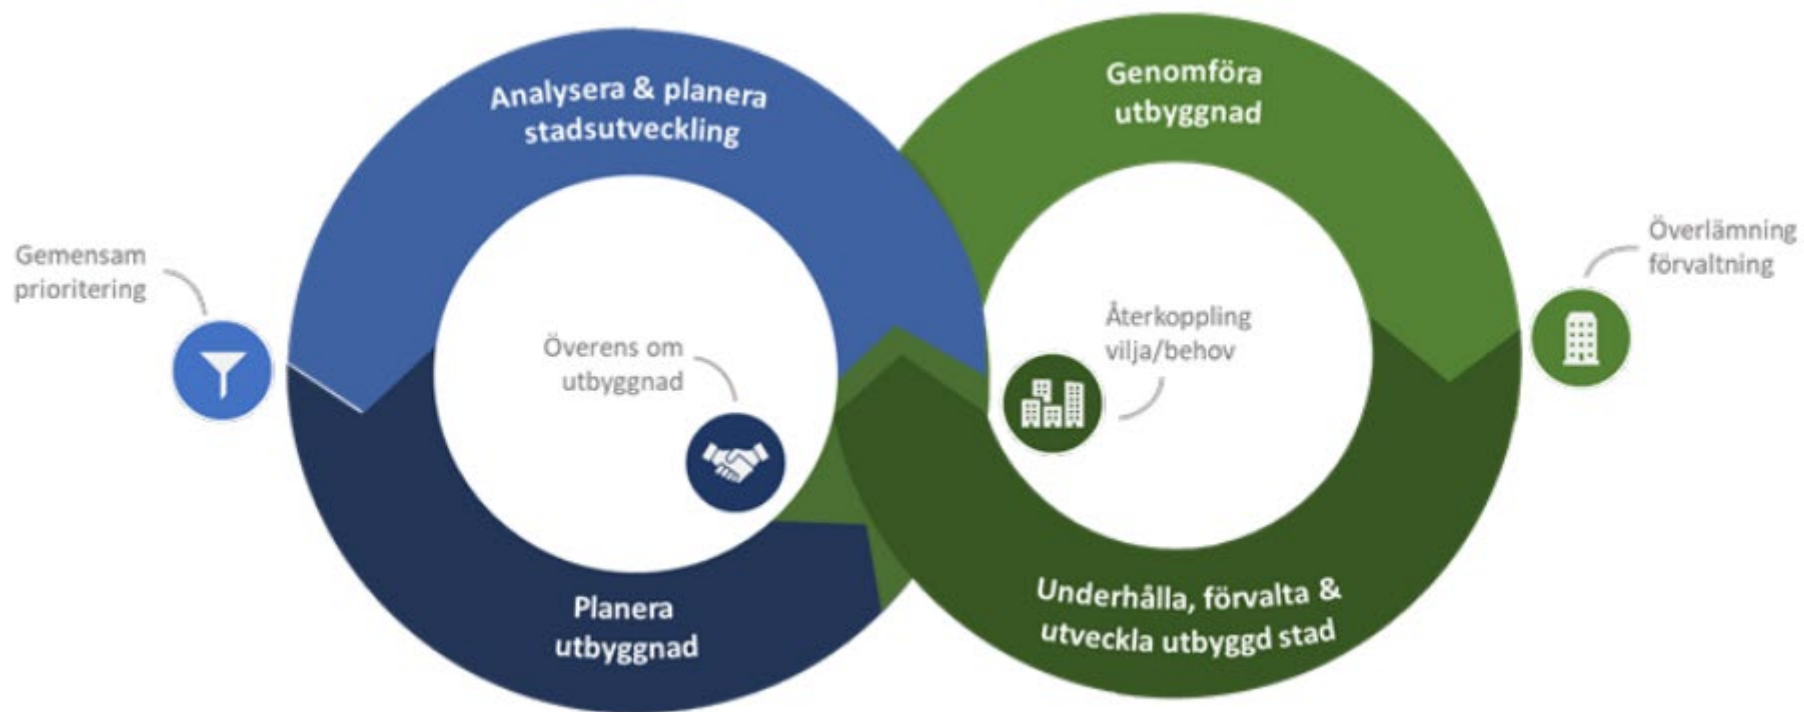 Analysera & planera
stadsutveckling
Genomföra
utbyggnad
Gemensam
prioritering
Överlämning
förvaltning
Överens om
utbyggnad
Återkoppling
vilja/behov
Planera
utbyggnad
Underhålla, förvalta &
utveckla utbyggd stad